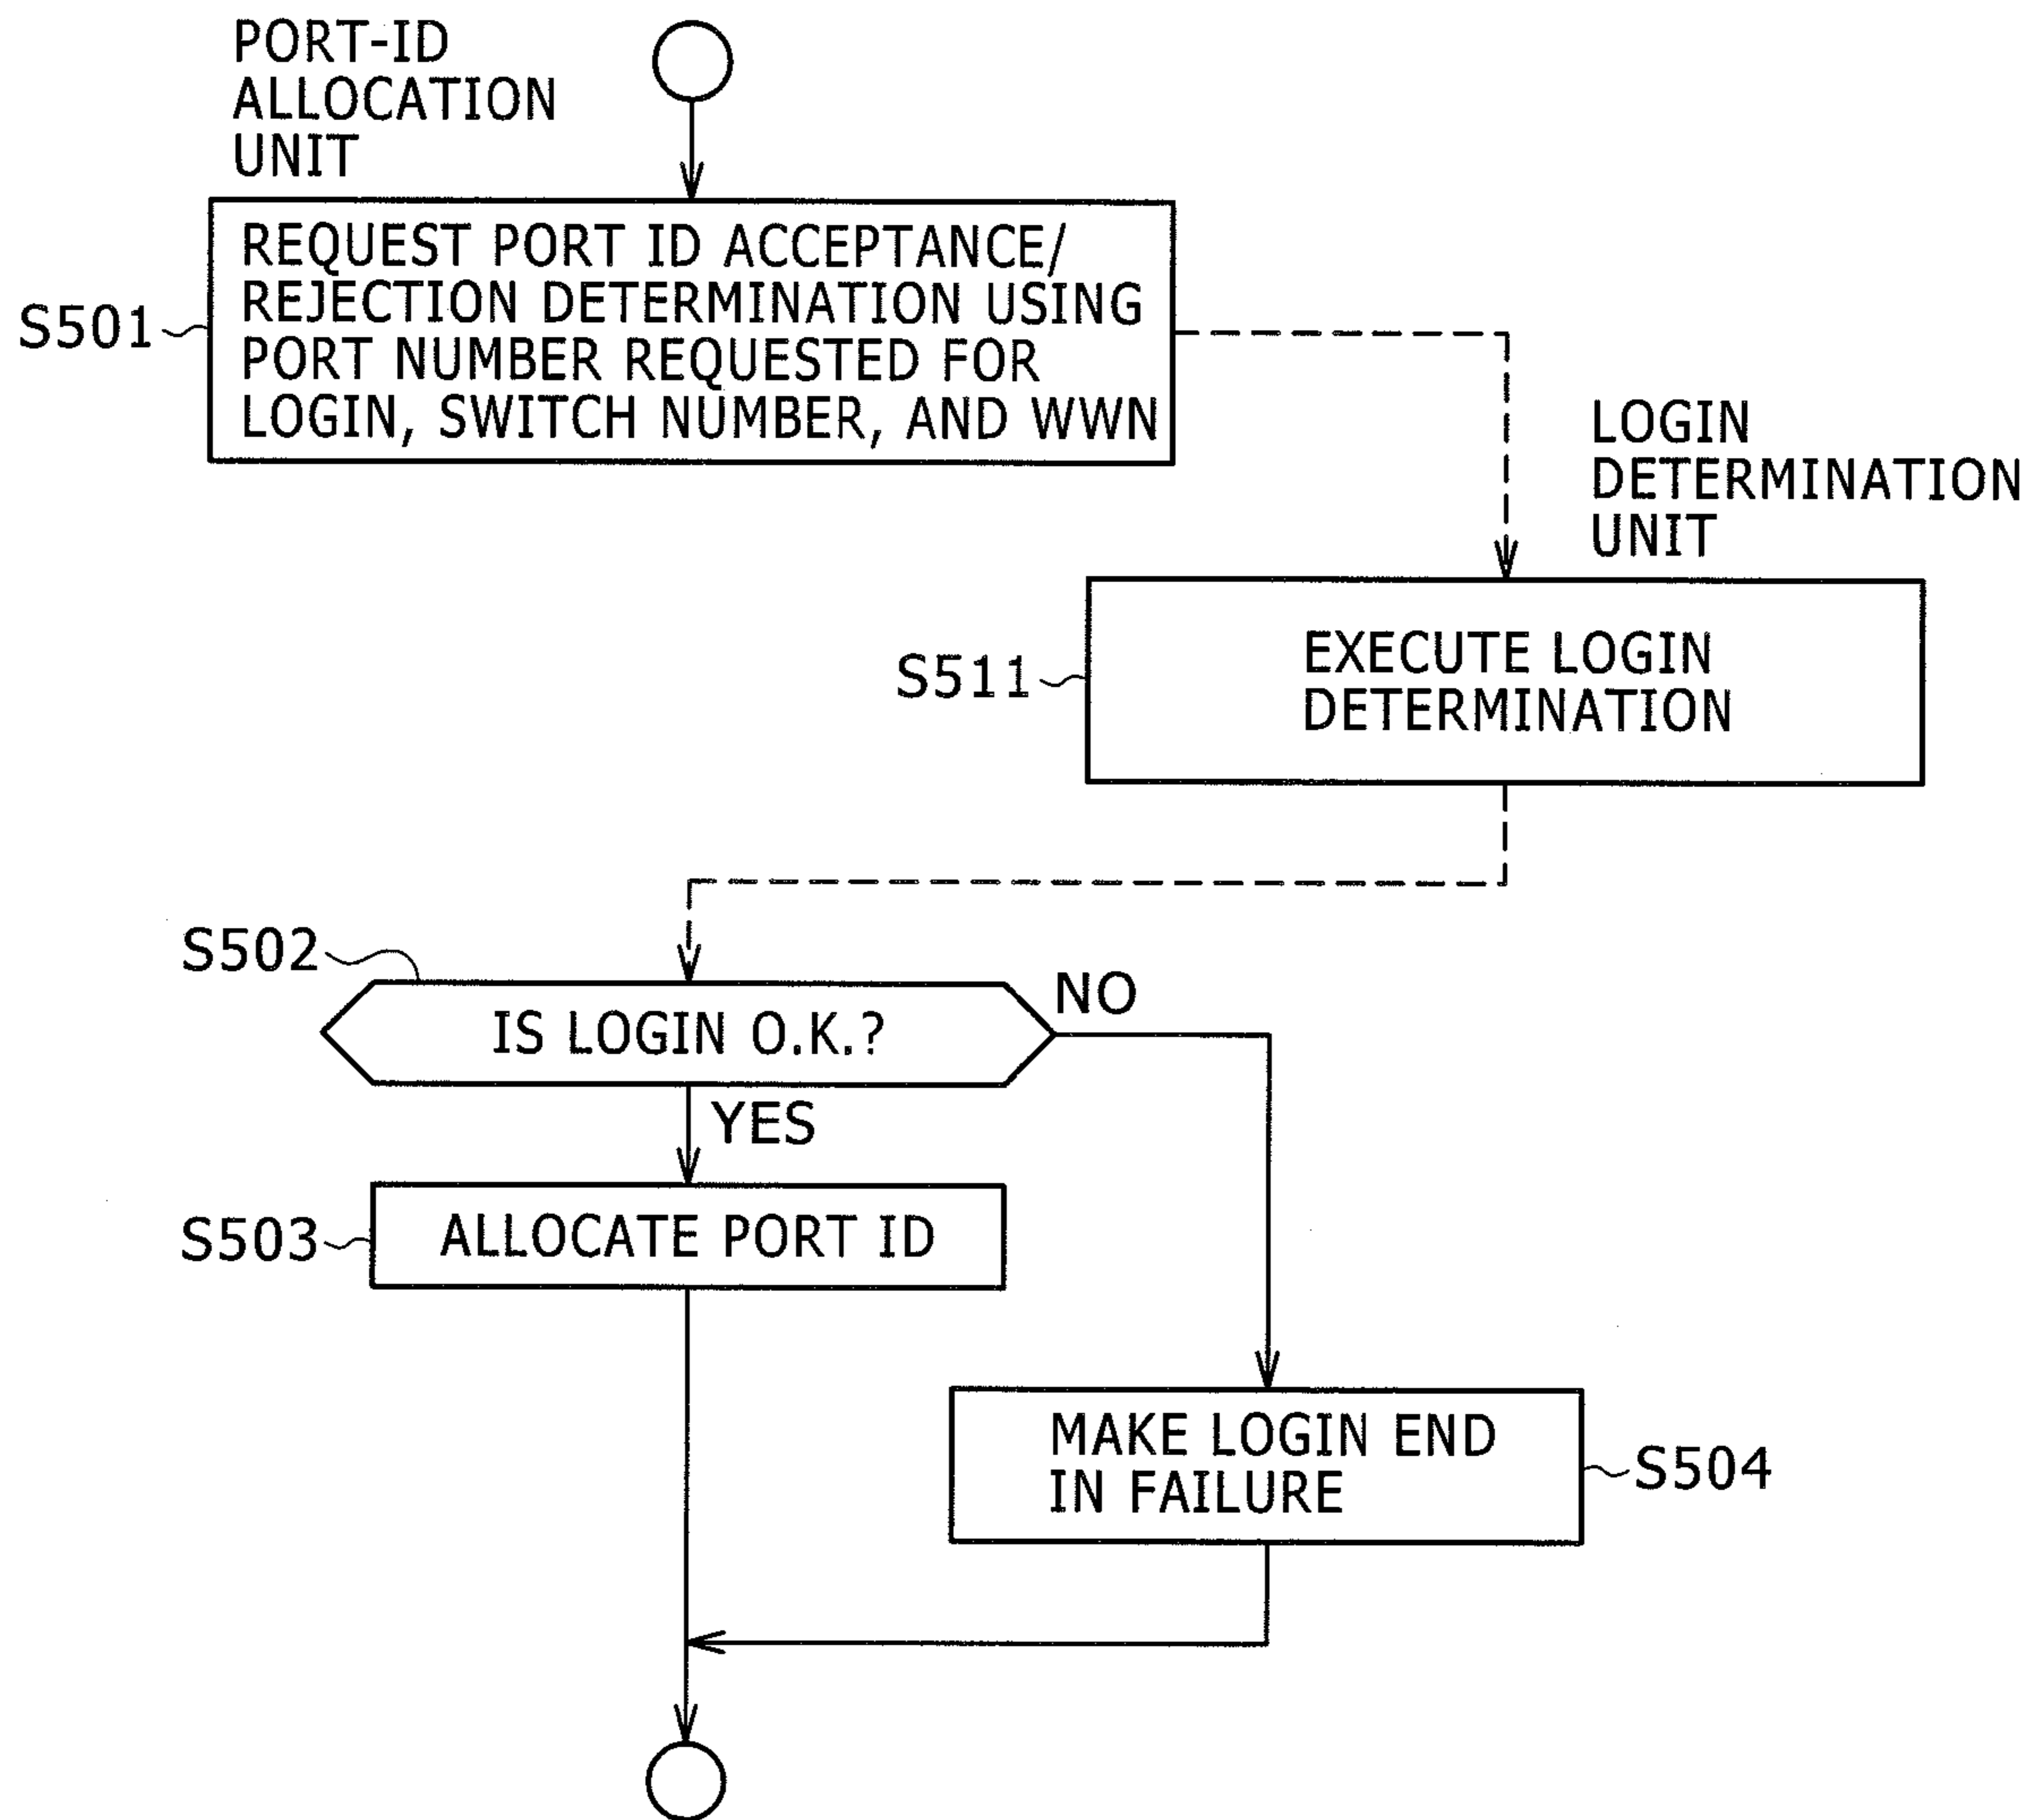 PORT-ID
ALLOCATION
UNIT
S501
REQUEST PORT ID ACCEPTANCE/
REJECTION DETERMINATION USING
PORT NUMBER REQUESTED FOR
LOGIN, SWITCH NUMBER, AND WWN
LOGIN
DETERMINATION
UNIT
S511
EXECUTE LOGIN
DETERMINATION
S502
IS LOGIN O.K.?
NO
YES
S503
ALLOCATE PORT ID
MAKE LOGIN END
IN FAILURE
S504